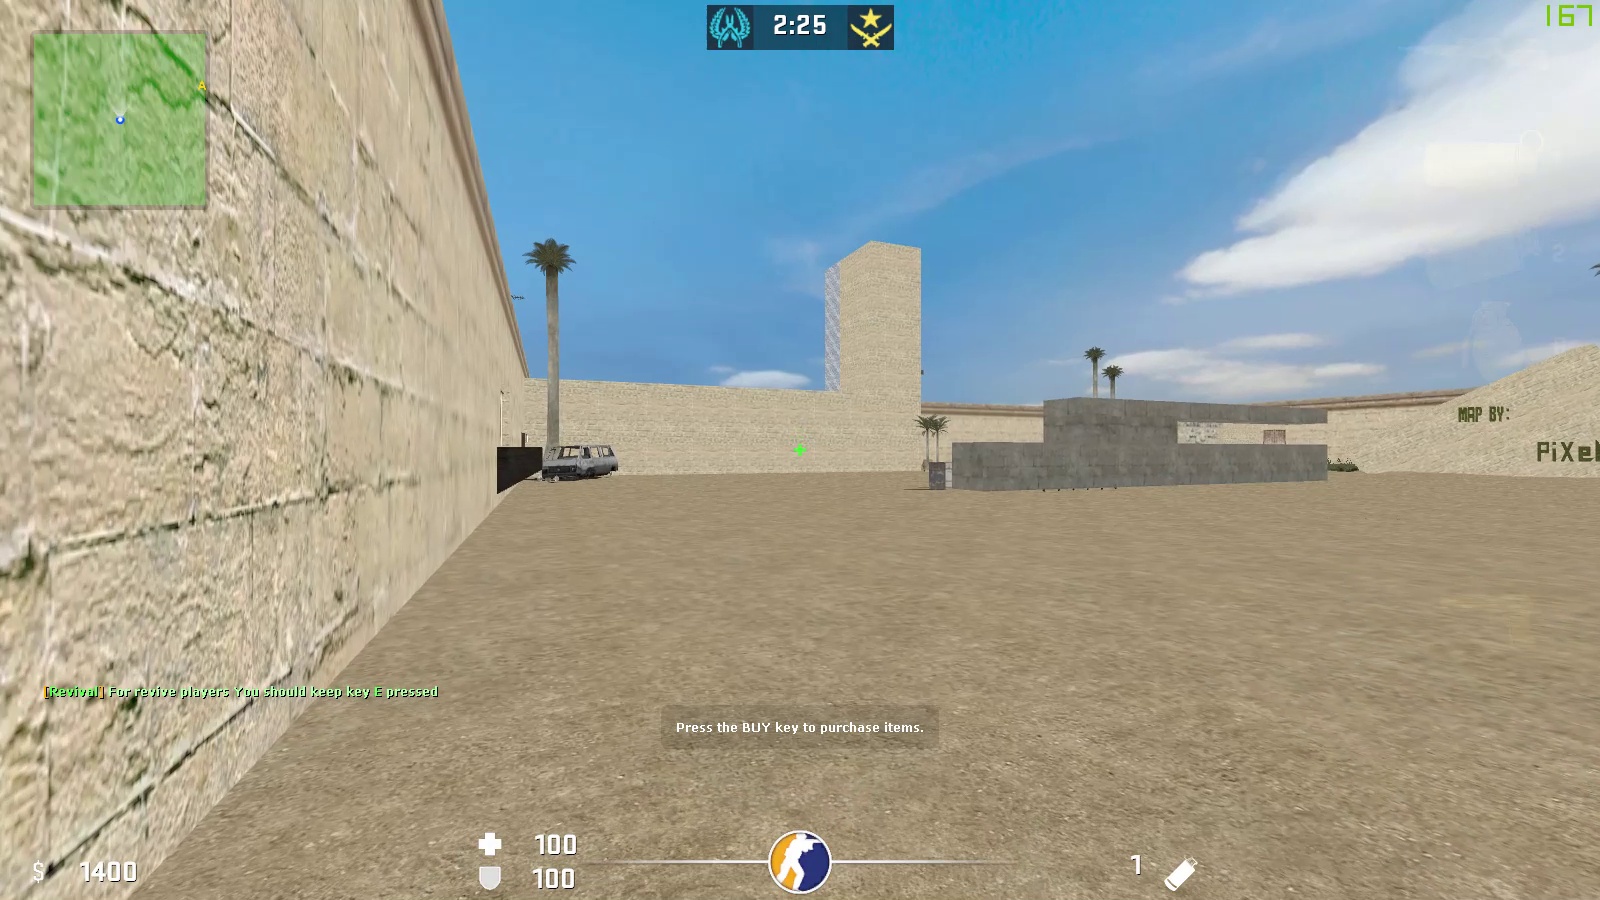 2:25
167
A
MAP BY:
[Revival] For revive players You should keep key E pressed
Press the BUY key to purchase items.
$ 1400
100
100
1